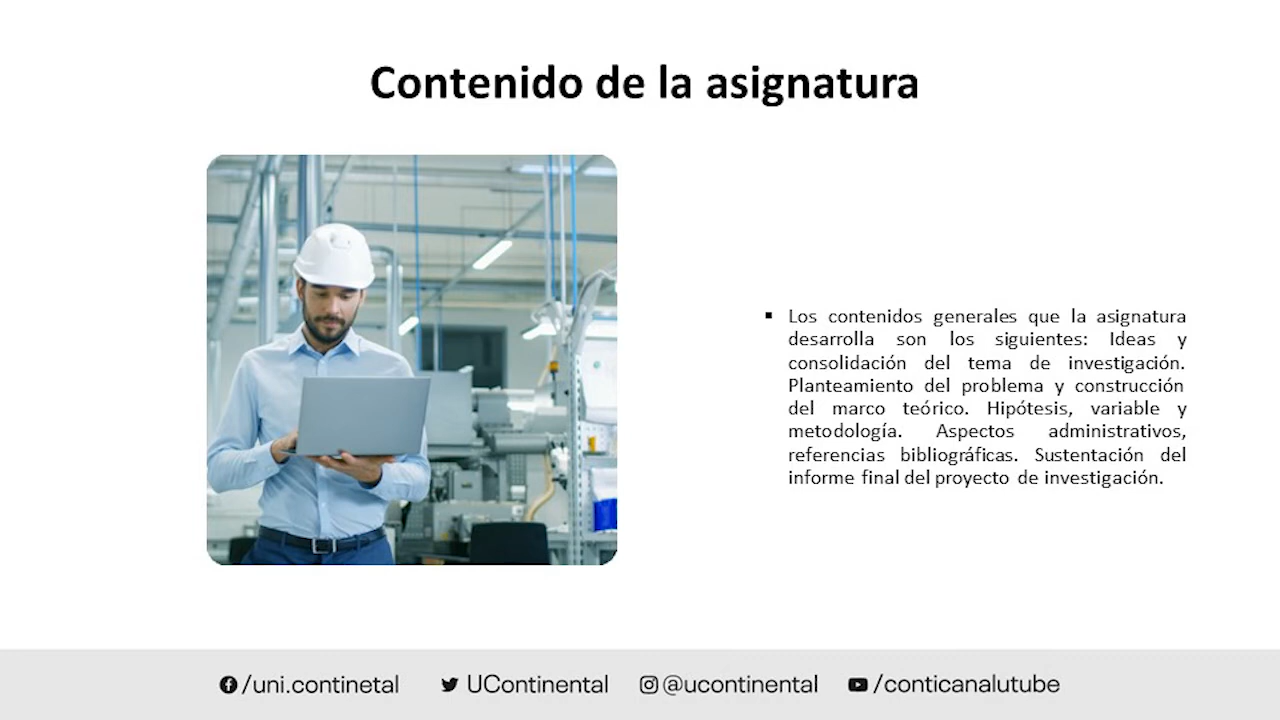 Contenido de la asignatura
▪ Los contenidos generales que la asignatura
desarrolla son los siguientes: Ideas y
consolidación del tema de investigación.
Planteamiento del problema y construcción
del marco teórico. Hipótesis, variable y
metodología. Aspectos administrativos,
referencias bibliográficas. Sustentación del
informe final del proyecto de investigación.
/uni.continetal UContinental @ucontinental /conticanalutube